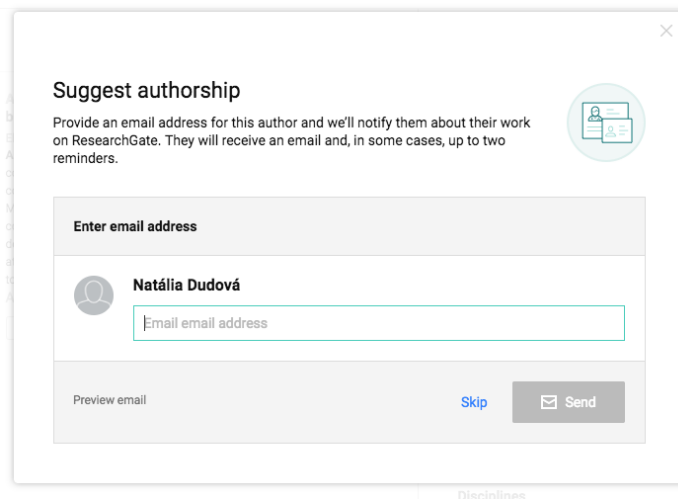 Suggest authorship
Provide an email address for this author and we'll notify them about their work
on ResearchGate. They will receive an email and, in some cases, up to two
reminders.
Enter email address
Natália Dudová
Email email address
Preview email
Skip
Send
Disciplines